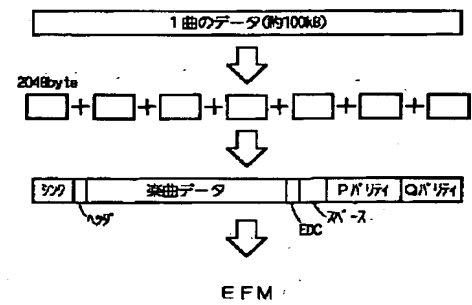 1曲のデータ(約100kB)
2048byte
シンク
楽曲データ
Pパリティ
Qパリティ
ヘッダ
EDC
スペース
EFM